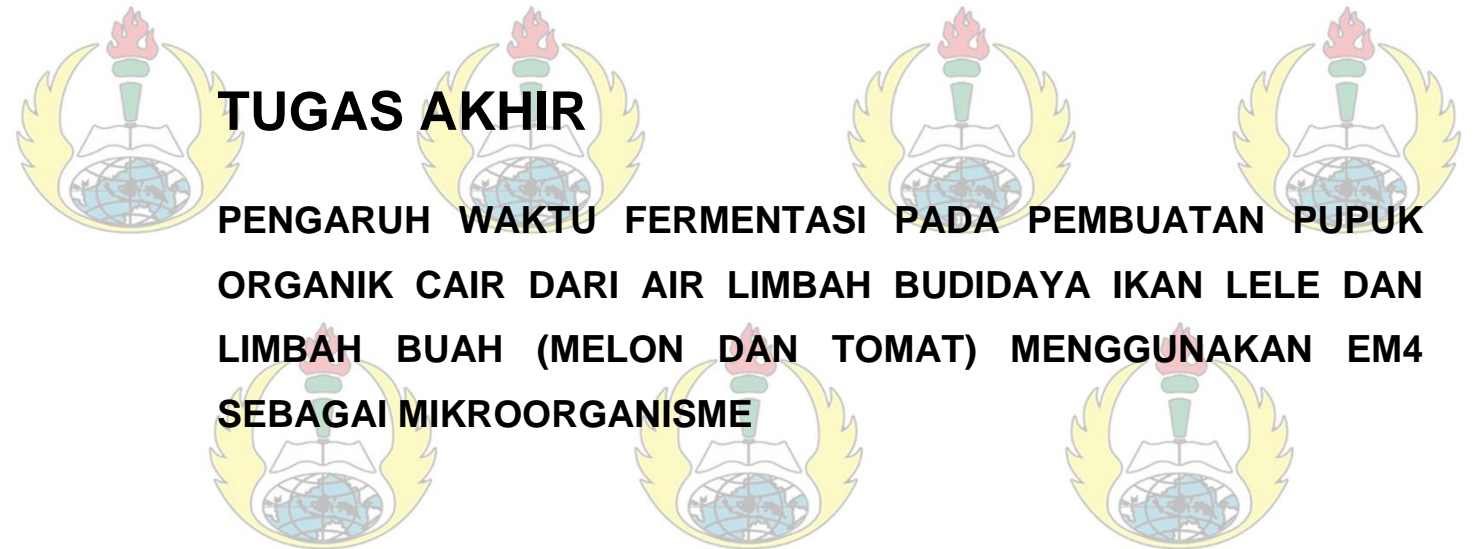 TUGAS AKHIR
PENGARUH WAKTU FERMENTASI PADA PEMBUATAN PUPUK
ORGANIK CAIR DARI AIR LIMBAH BUDIDAYA IKAN LELE DAN
LIMBAH BUAH (MELON DAN TOMAT) MENGGUNAKAN EM4
SEBAGAI MIKROORGANISME